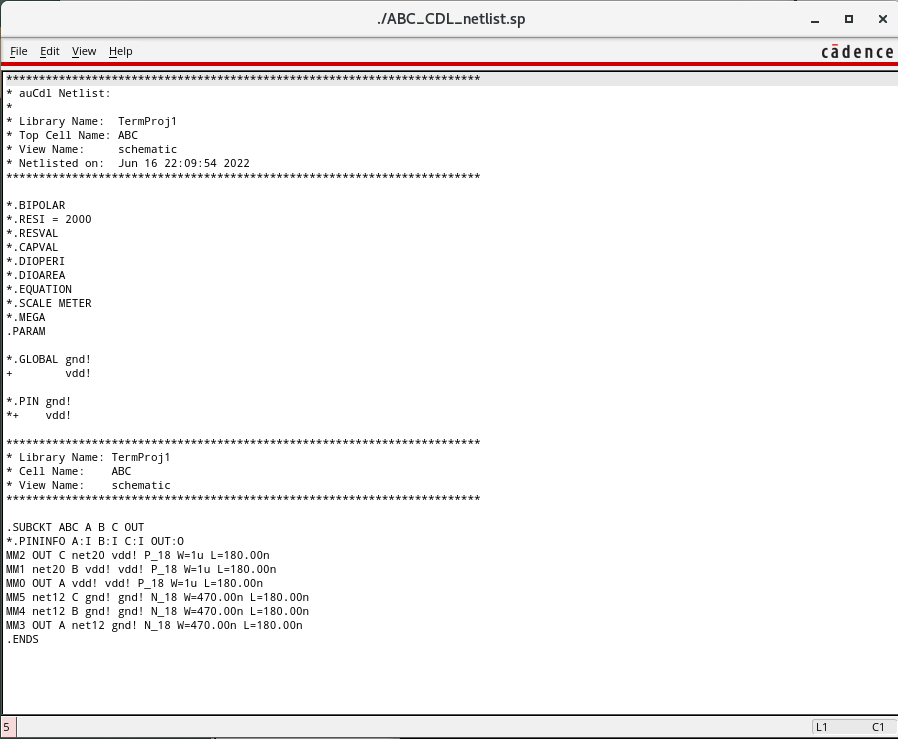 ./ABC_CDL_netlist.sp
File Edit View Help
cādence
************************************************************************
* auCdl Netlist:
*
* Library Name:  TermProj1
* Top Cell Name: ABC
* View Name:     schematic
* Netlisted on:  Jun 16 22:09:54 2022
************************************************************************
*.BIPOLAR
*.RESI = 2000
*.RESVAL
*.CAPVAL
*.DIOPERI
*.DIOAREA
*.EQUATION
*.SCALE METER
*.MEGA
.PARAM
*.GLOBAL gnd!
+        vdd!
*.PIN gnd!
*+    vdd!
************************************************************************
* Library Name: TermProj1
* Cell Name:    ABC
* View Name:    schematic
************************************************************************
.SUBCKT ABC A B C OUT
*.PININFO A:I B:I C:I OUT:O
MM2 OUT C net20 vdd! P_18 W=1u L=180.00n
MM1 net20 B vdd! vdd! P_18 W=1u L=180.00n
MM0 OUT A vdd! vdd! P_18 W=1u L=180.00n
MM5 net12 C gnd! gnd! N_18 W=470.00n L=180.00n
MM4 net12 B gnd! gnd! N_18 W=470.00n L=180.00n
MM3 OUT A net12 gnd! N_18 W=470.00n L=180.00n
.ENDS
5
L1 C1